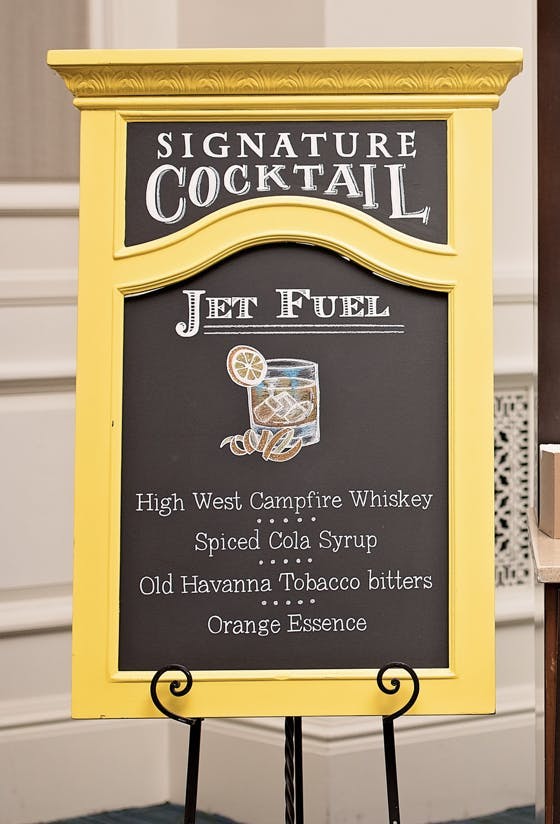 SIGNATURE
COCKTAIL
JET FUEL
High West Campfire Whiskey
Spiced Cola Syrup
Old Havanna Tobacco bitters
Orange Essence